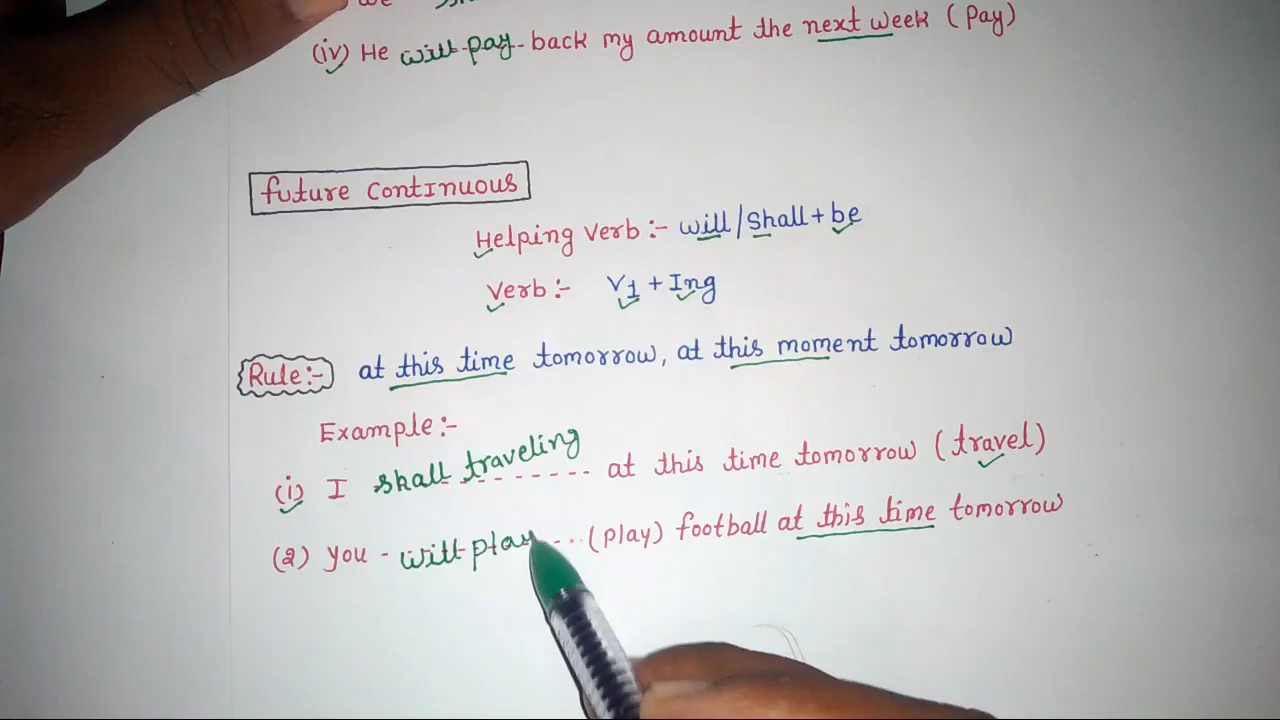 (iv) He will pay back my amount the next week (Pay)
future continuous
Helping verb :- will/shall + be
Verb :- V1 + Ing
Rule:- at this time tomorrow, at this moment tomorrow
Example :-
(i) I shall traveling at this time tomorrow (travel)
(2) you - will play ... (play) football at this time tomorrow